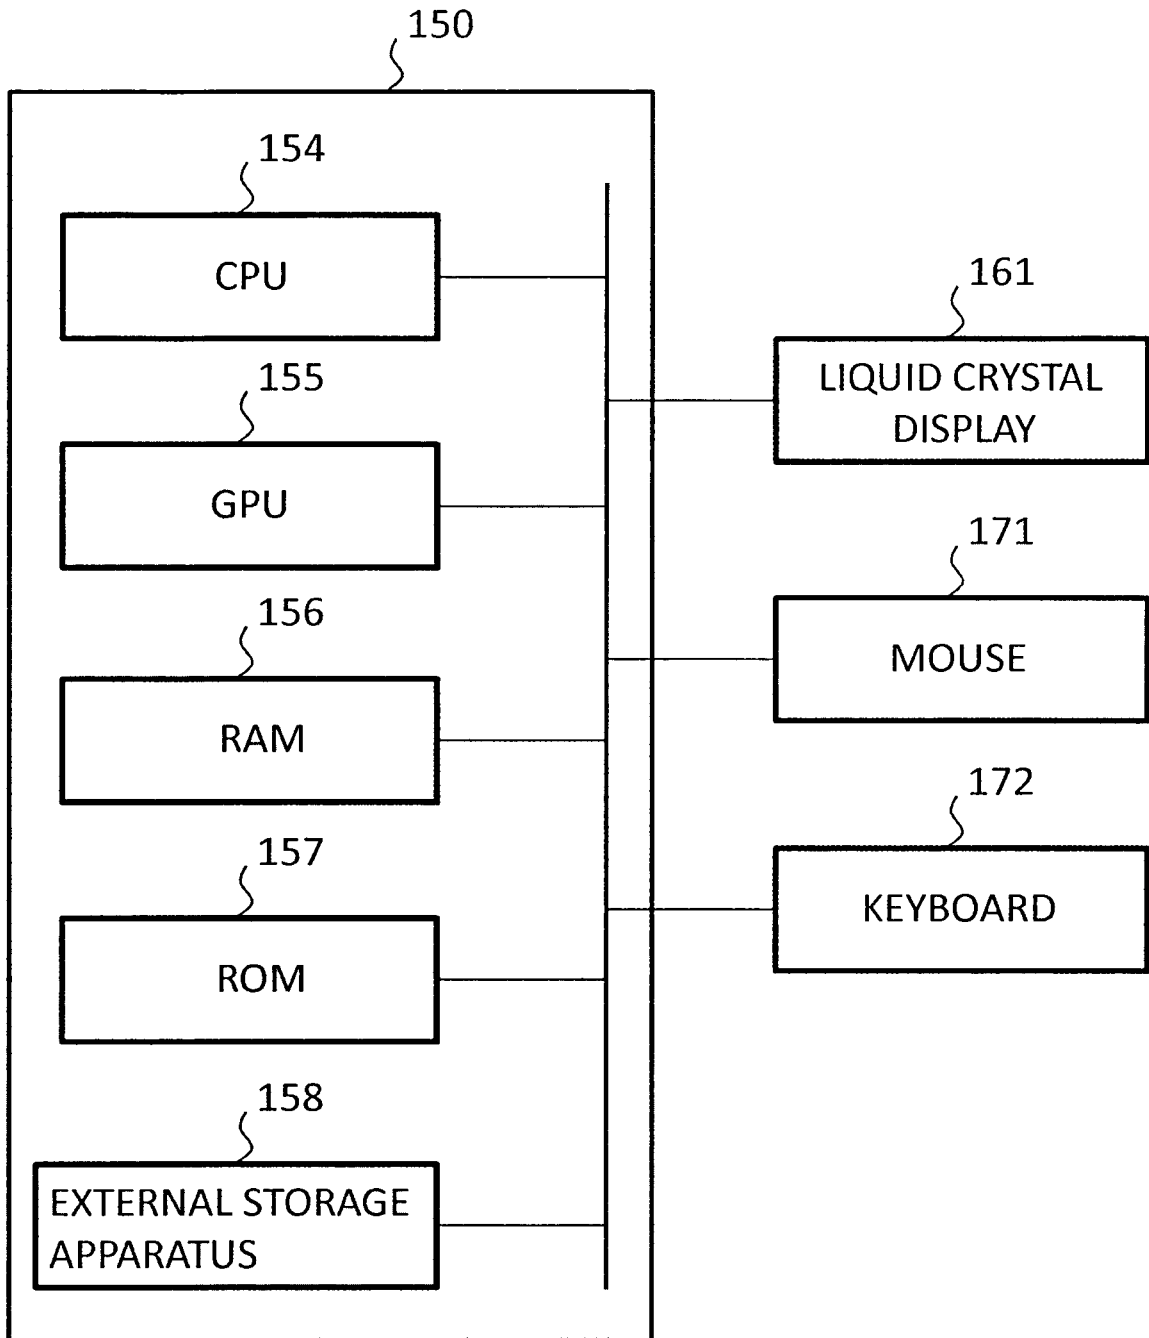 150
154
CPU
161
LIQUID CRYSTAL
DISPLAY
155
GPU
171
MOUSE
156
RAM
172
KEYBOARD
157
ROM
158
EXTERNAL STORAGE
APPARATUS